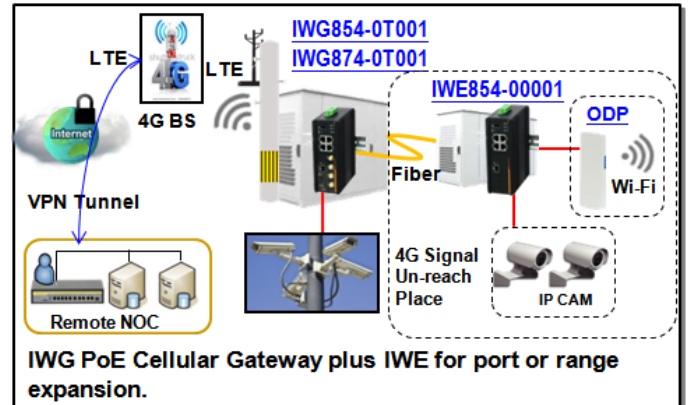 IWG854-0T001
IWG874-0T001
LTE
LTE
4G
4G BS
IWE854-00001
ODP
Internet
Fiber
Wi-Fi
VPN Tunnel
4G Signal
Un-reach
Place
IP CAM
Remote NOC
IWG PoE Cellular Gateway plus IWE for port or range
expansion.